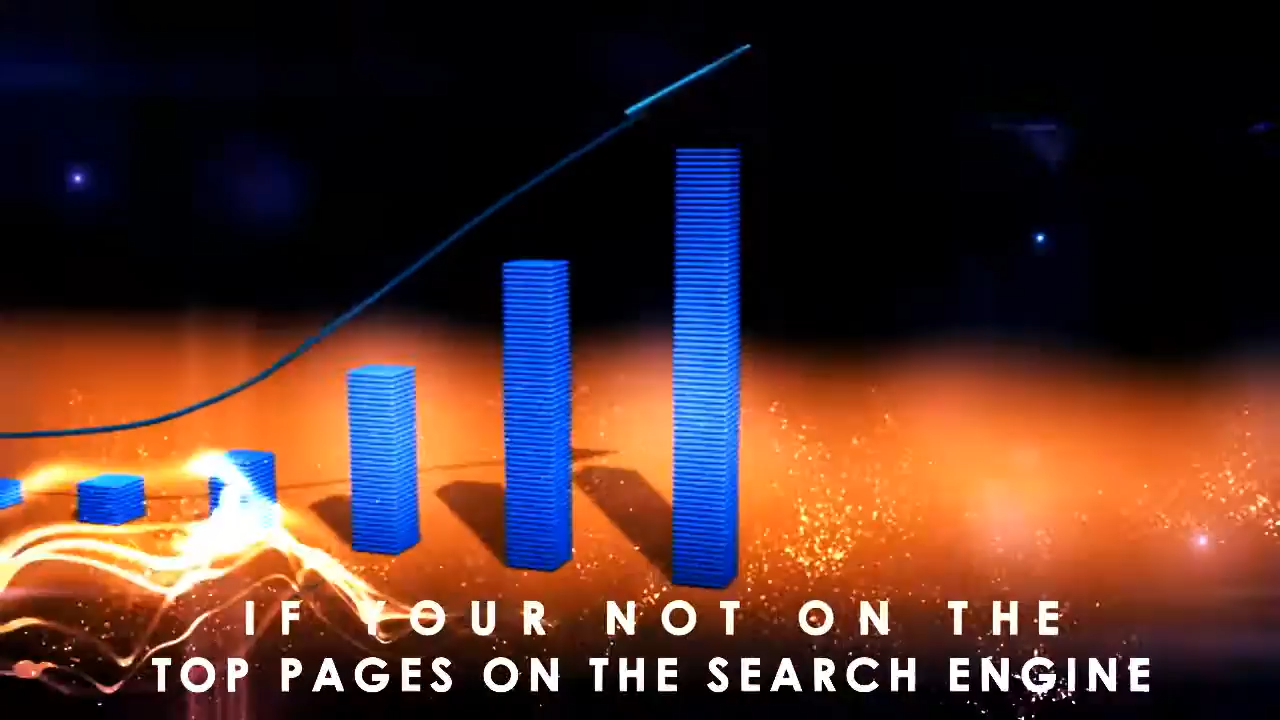 IF YOUR NOT ON THE
TOP PAGES ON THE SEARCH ENGINE